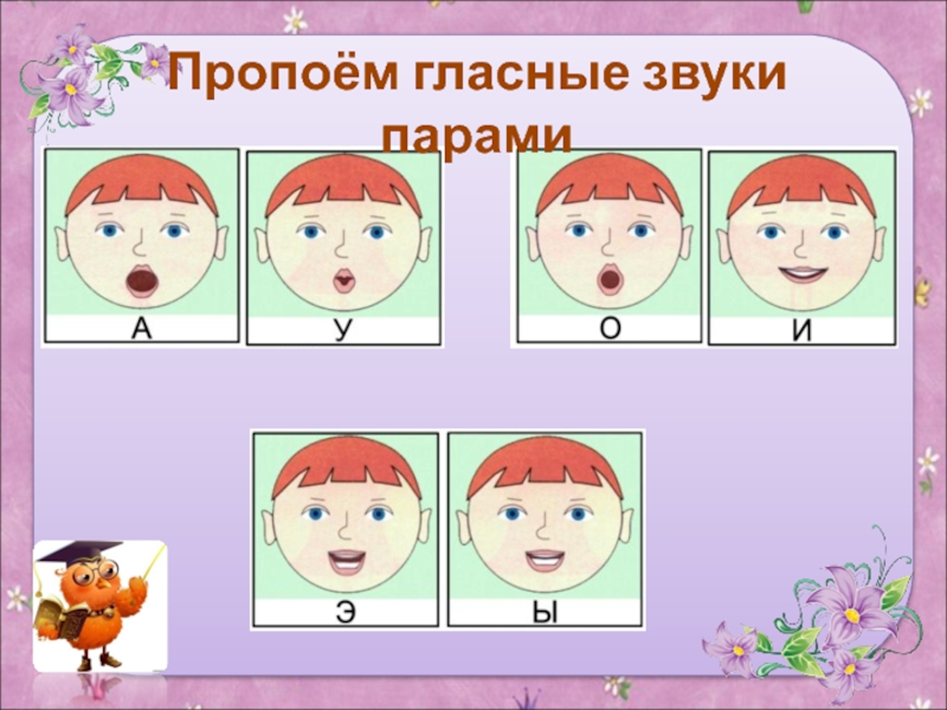 Пропоём гласные звуки
парами
А У О И
Э Ы